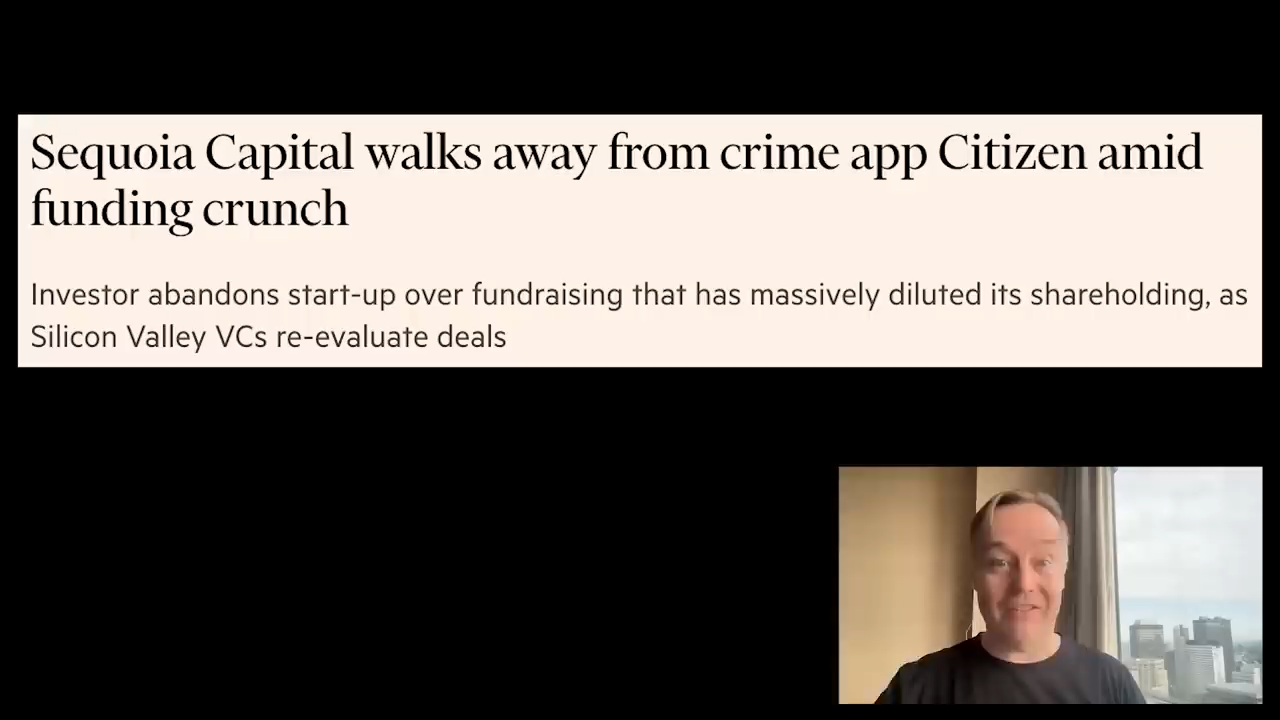 Sequoia Capital walks away from crime app Citizen amid
funding crunch
Investor abandons start-up over fundraising that has massively diluted its shareholding, as
Silicon Valley VCs re-evaluate deals